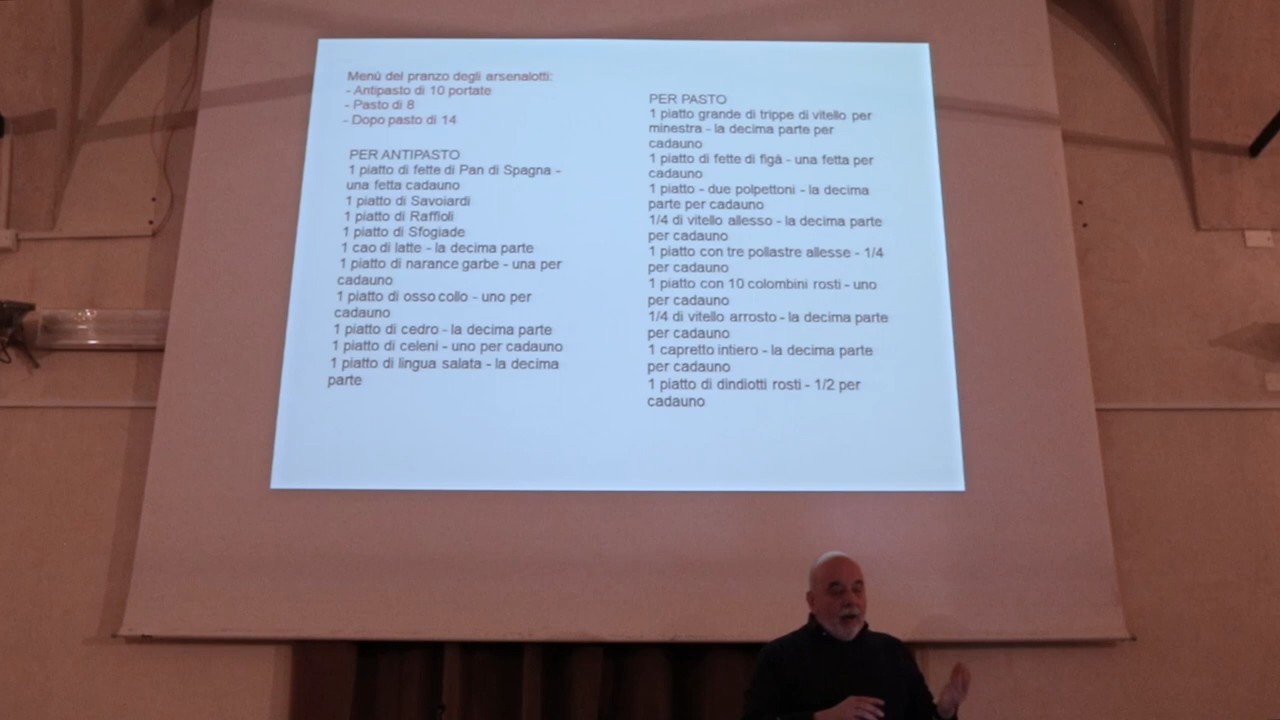 Menù del pranzo degli arsenalotti:
- Antipasto di 10 portate
- Pasto di 8
- Dopo pasto di 14
PER ANTIPASTO
1 piatto di fette di Pan di Spagna -
una fetta cadauno
1 piatto di Savoiardi
1 piatto di Raffioli
1 piatto di Sfogiade
1 cao di latte - la decima parte
1 piatto di narance garbe - una per
cadauno
1 piatto di osso collo - uno per
cadauno
1 piatto di cedro - la decima parte
1 piatto di celeni - uno per cadauno
1 piatto di lingua salata - la decima
parte
PER PASTO
1 piatto grande di trippe di vitello per
minestra - la decima parte per
cadauno
1 piatto di fette di figà - una fetta per
cadauno
1 piatto - due polpettoni - la decima
parte per cadauno
1/4 di vitello allesso - la decima parte
per cadauno
1 piatto con tre pollastre allesse - 1/4
per cadauno
1 piatto con 10 colombini rosti - uno
per cadauno
1/4 di vitello arrosto - la decima parte
per cadauno
1 capretto intiero - la decima parte
per cadauno
1 piatto di dindiotti rosti - 1/2 per
cadauno